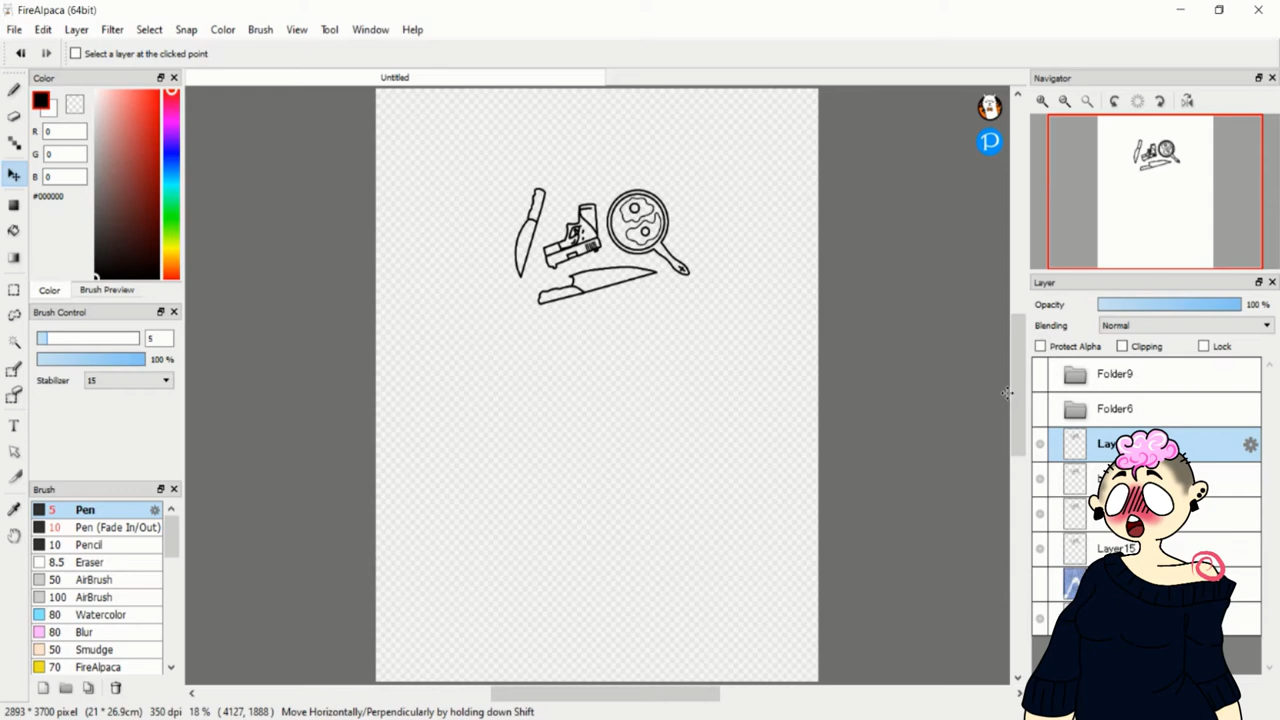 FireAlpaca (64bit)
File Edit Layer Filter Select Snap Color Brush View Tool Window Help
Select a layer at the clicked point
Color
Untitled
Navigator
R 0
G 0
B 0
#000000
Color Brush Preview
Brush Control
5
100 %
Stabilizer 15
Brush
5 Pen
10 Pen (Fade In/Out)
10 Pencil
8.5 Eraser
50 AirBrush
100 AirBrush
80 Watercolor
80 Blur
50 Smudge
70 FireAlpaca
Layer
Opacity 100 %
Blending Normal
Protect Alpha Clipping Lock
Folder9
Folder6
Lay
Layer15
2893 * 3700 pixel (21 * 26.9cm) 350 dpi 18 % (4127, 1888) Move Horizontally/Perpendicularly by holding down Shift